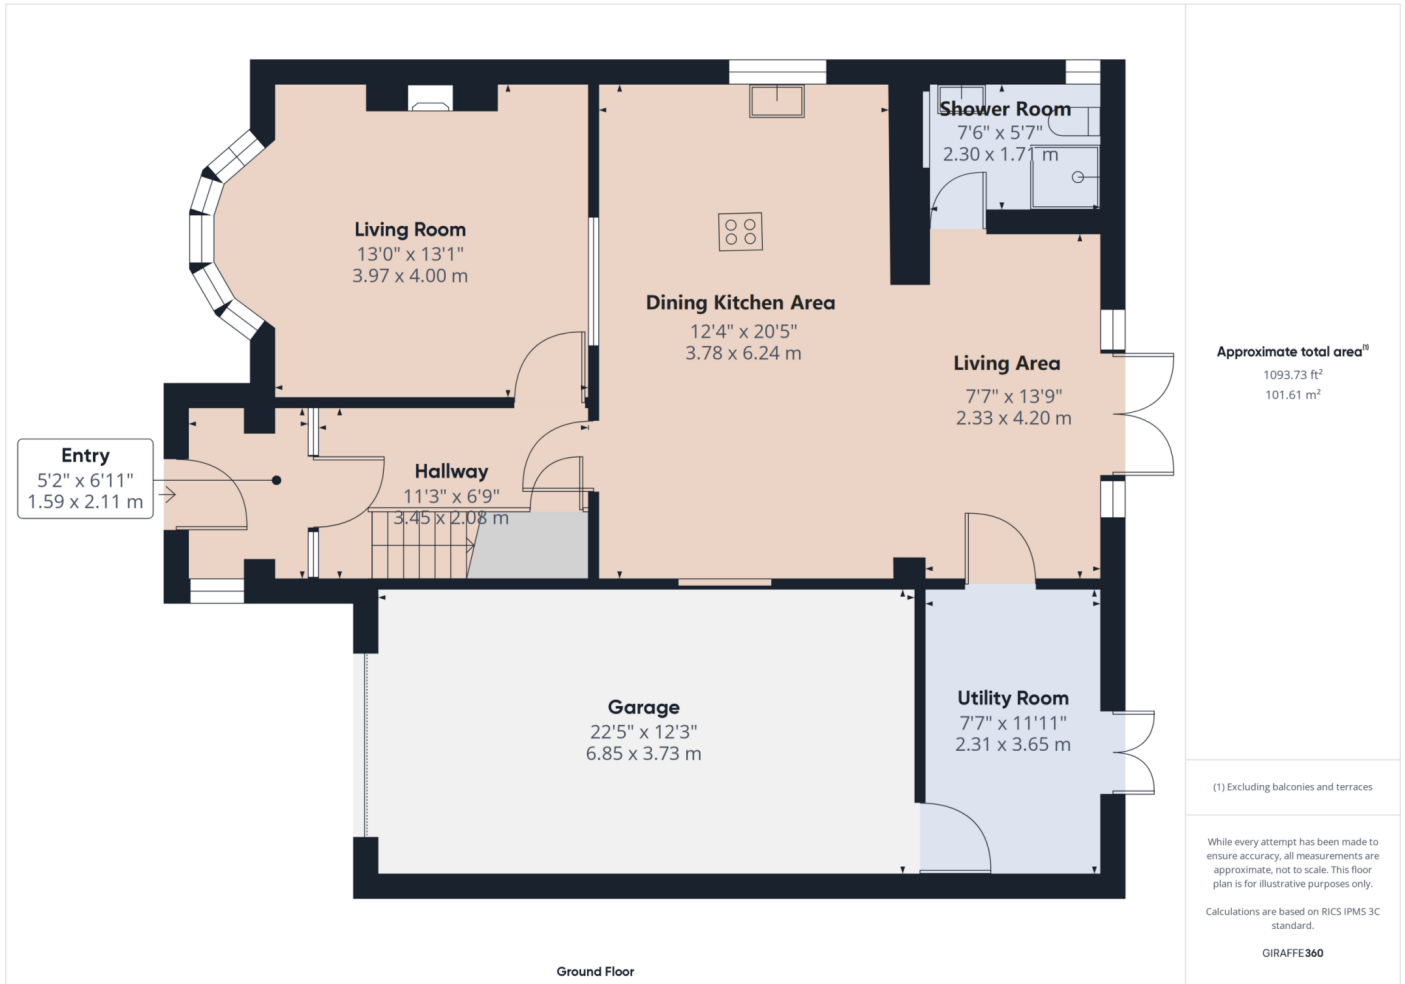 Shower Room
7'6" x 5'7"
2.30 x 1.71 m
Living Room
13'0" x 13'1"
3.97 x 4.00 m
Dining Kitchen Area
12'4" x 20'5"
3.78 x 6.24 m
Living Area
7'7" x 13'9"
2.33 x 4.20 m
Entry
5'2" x 6'11"
1.59 x 2.11 m
Hallway
11'3" x 6'9"
3.45 x 2.08 m
Garage
22'5" x 12'3"
6.85 x 3.73 m
Utility Room
7'7" x 11'11"
2.31 x 3.65 m
Ground Floor
Approximate total area(1)
1093.73 ft²
101.61 m²
(1) Excluding balconies and terraces
While every attempt has been made to
ensure accuracy, all measurements are
approximate, not to scale. This floor
plan is for illustrative purposes only.
Calculations are based on RICS IPMS 3C
standard.
GIRAFFE360